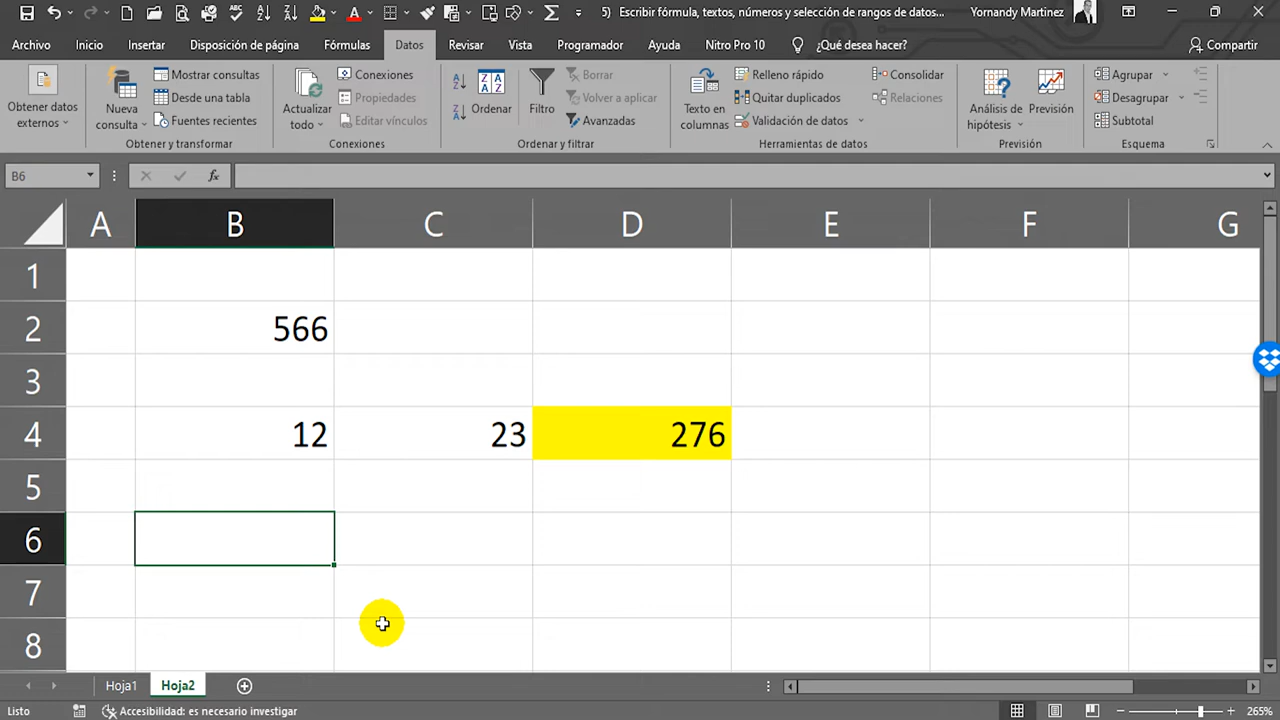 5) Escribir fórmula, textos, números y selección de rangos de datos... Yornandy Martinez
Archivo Inicio Insertar Disposición de página Fórmulas Datos Revisar Vista Programador Ayuda Nitro Pro 10 ¿Qué desea hacer? Compartir
Obtener datos externos
Nueva consulta
Mostrar consultas
Desde una tabla
Fuentes recientes
Obtener y transformar
Actualizar todo
Conexiones
Propiedades
Editar vínculos
Conexiones
Ordenar
Filtro
Borrar
Volver a aplicar
Avanzadas
Ordenar y filtrar
Texto en columnas
Relleno rápido
Quitar duplicados
Validación de datos
Consolidar
Relaciones
Herramientas de datos
Análisis de hipótesis
Previsión
Previsión
Agrupar
Desagrupar
Subtotal
Esquema
B6 fx
A B C D E F G
1
2 566
3
4 12 23 276
5
6
7
8
Hoja1 Hoja2
Listo Accesibilidad: es necesario investigar 265%